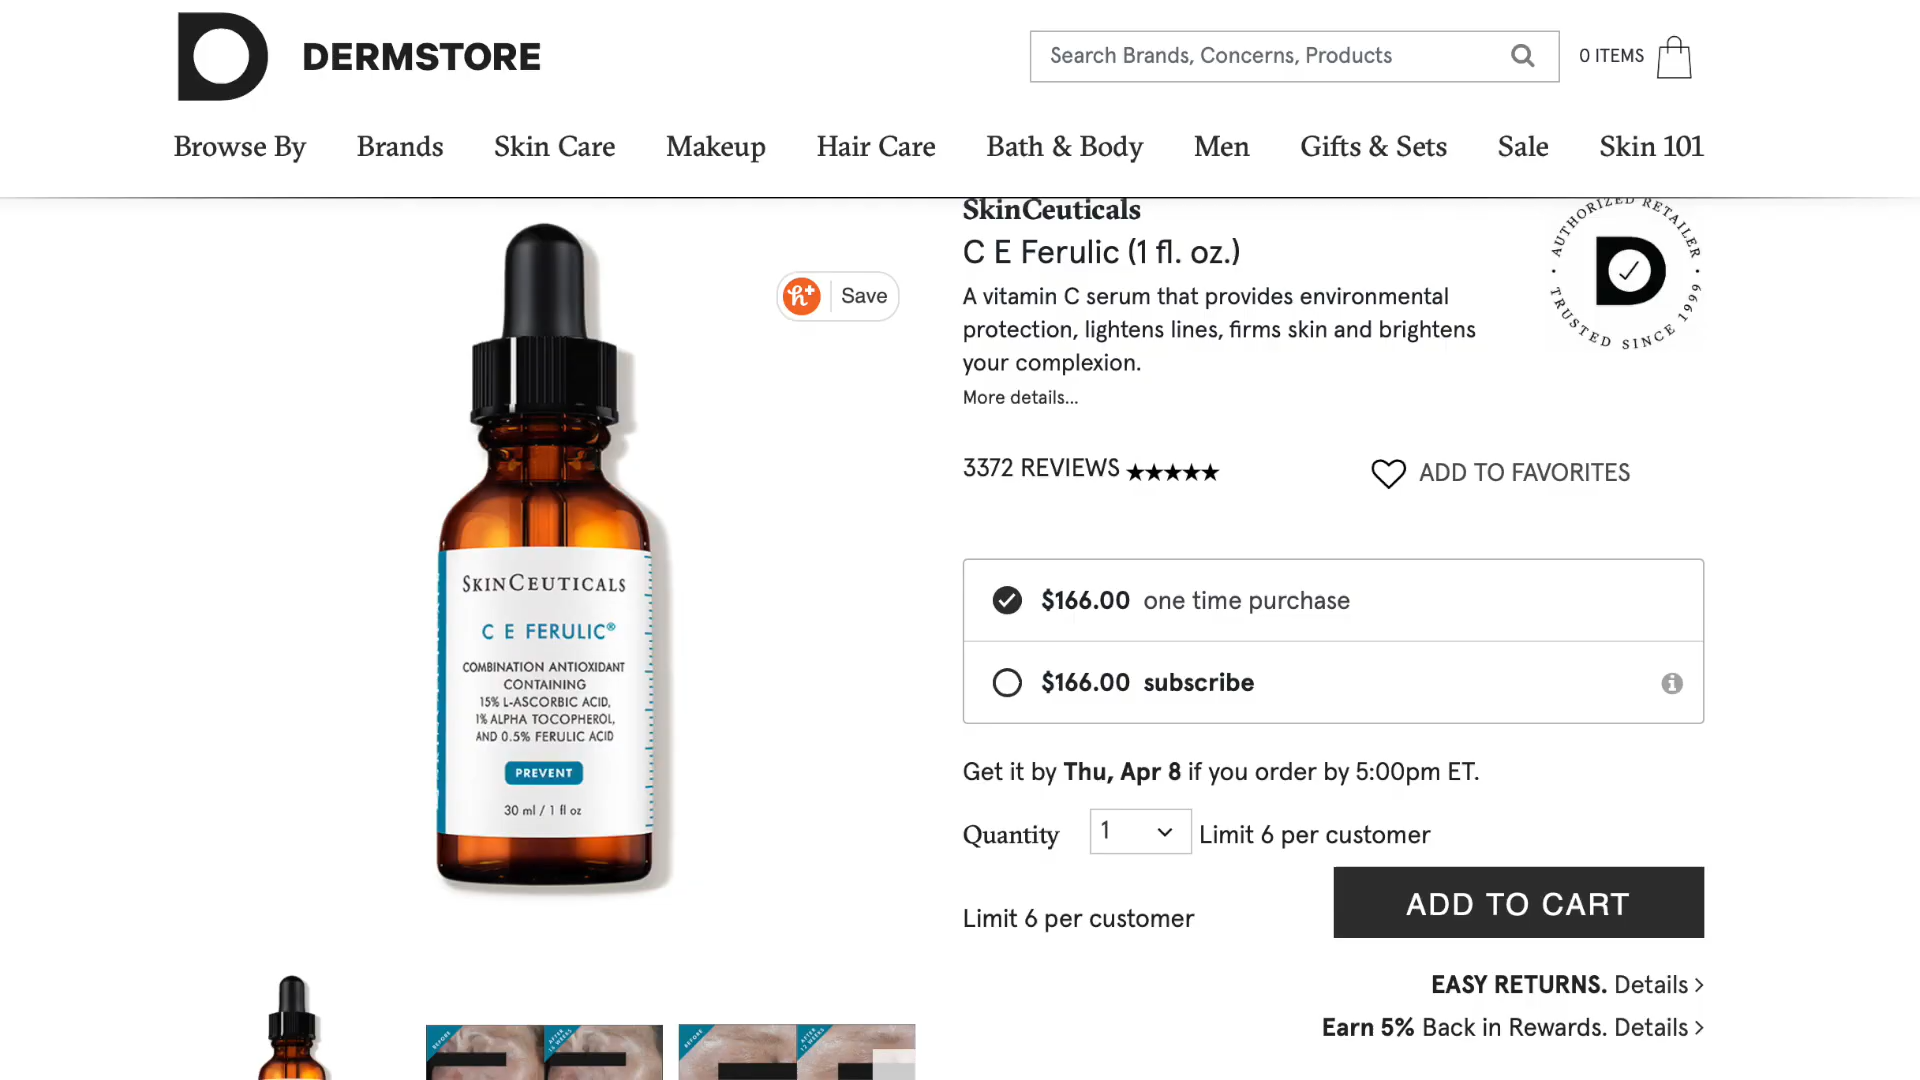 DERMSTORE
Search Brands, Concerns, Products
0 ITEMS
Browse By
Brands
Skin Care
Makeup
Hair Care
Bath & Body
Men
Gifts & Sets
Sale
Skin 101
Save
SKINCEUTICALS
C E FERULIC®
COMBINATION ANTIOXIDANT
CONTAINING
15% L-ASCORBIC ACID,
1% ALPHA TOCOPHEROL,
AND 0.5% FERULIC ACID
PREVENT
30 ml / 1 fl oz
SkinCeuticals
C E Ferulic (1 fl. oz.)
A vitamin C serum that provides environmental
protection, lightens lines, firms skin and brightens
your complexion.
More details...
AUTHORIZED RETAILER • TRUSTED SINCE 1999 •
3372 REVIEWS
ADD TO FAVORITES
$166.00 one time purchase
$166.00 subscribe
Get it by Thu, Apr 8 if you order by 5:00pm ET.
Quantity
1
Limit 6 per customer
Limit 6 per customer
ADD TO CART
EASY RETURNS. Details >
Earn 5% Back in Rewards. Details >
BEFORE
BEFORE